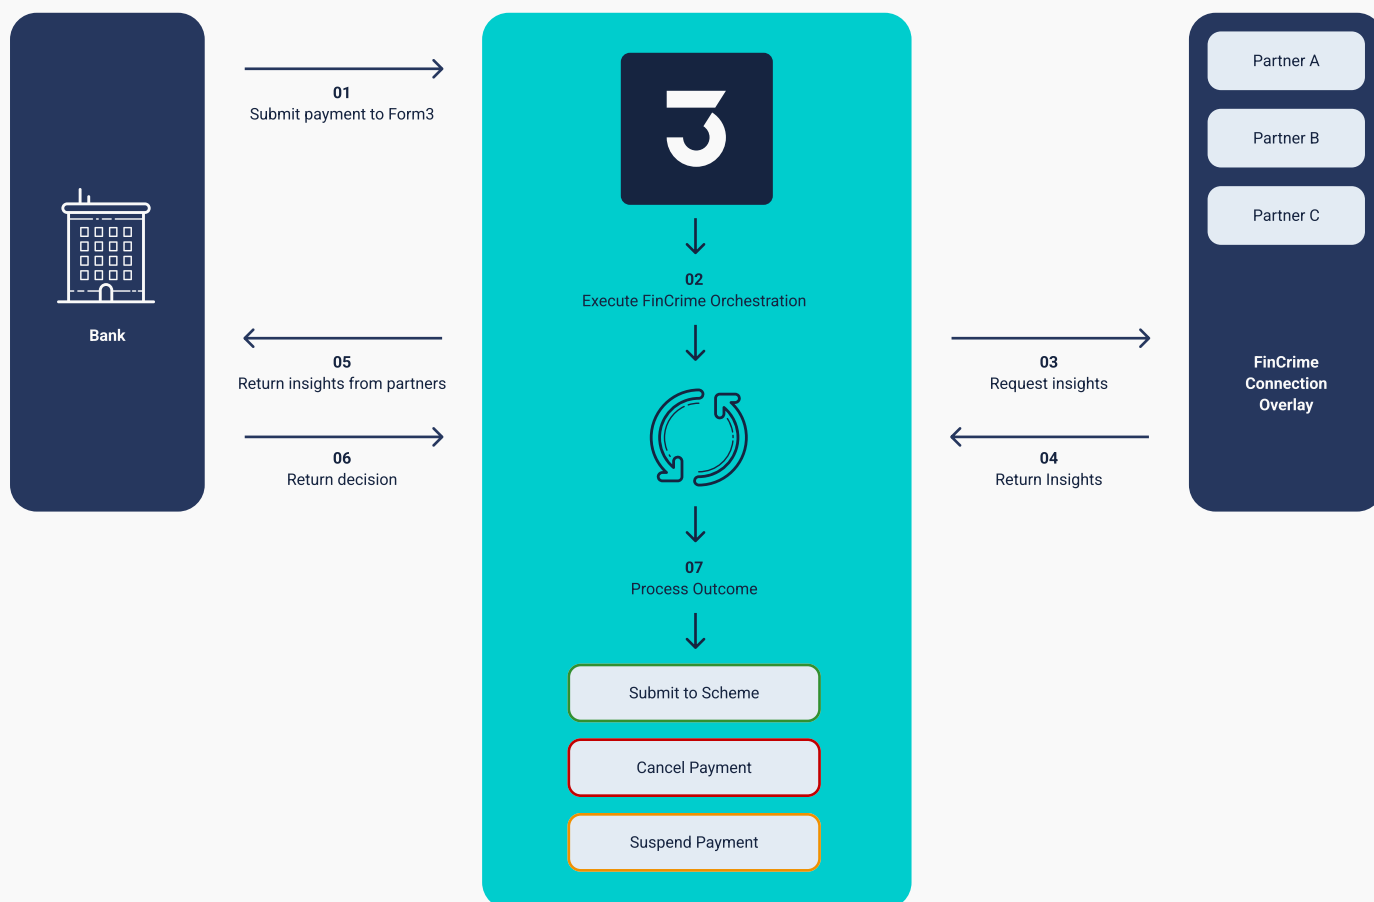 01
Submit payment to Form3
3
02
Execute FinCrime Orchestration
Bank
05
Return insights from partners
06
Return decision
03
Request insights
04
Return Insights
Partner A
Partner B
Partner C
FinCrime
Connection
Overlay
07
Process Outcome
Submit to Scheme
Cancel Payment
Suspend Payment